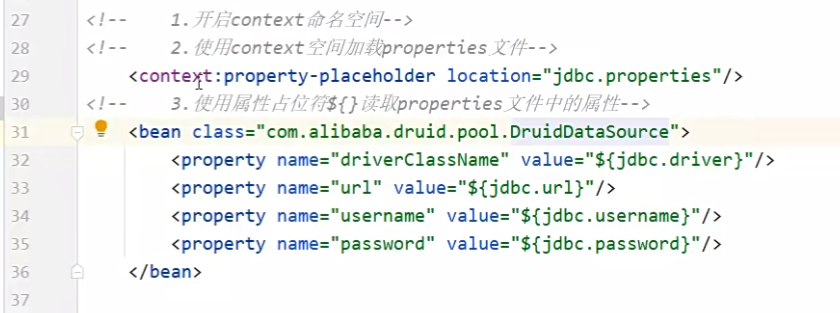 27 <!--    1.开启context命名空间-->
28 <!--    2.使用context空间加载properties文件-->
29     <context:property-placeholder location="jdbc.properties"/>
30 <!--    3.使用属性占位符${}读取properties文件中的属性-->
31     <bean class="com.alibaba.druid.pool.DruidDataSource">
32         <property name="driverClassName" value="${jdbc.driver}"/>
33         <property name="url" value="${jdbc.url}"/>
34         <property name="username" value="${jdbc.username}"/>
35         <property name="password" value="${jdbc.password}"/>
36     </bean>
37